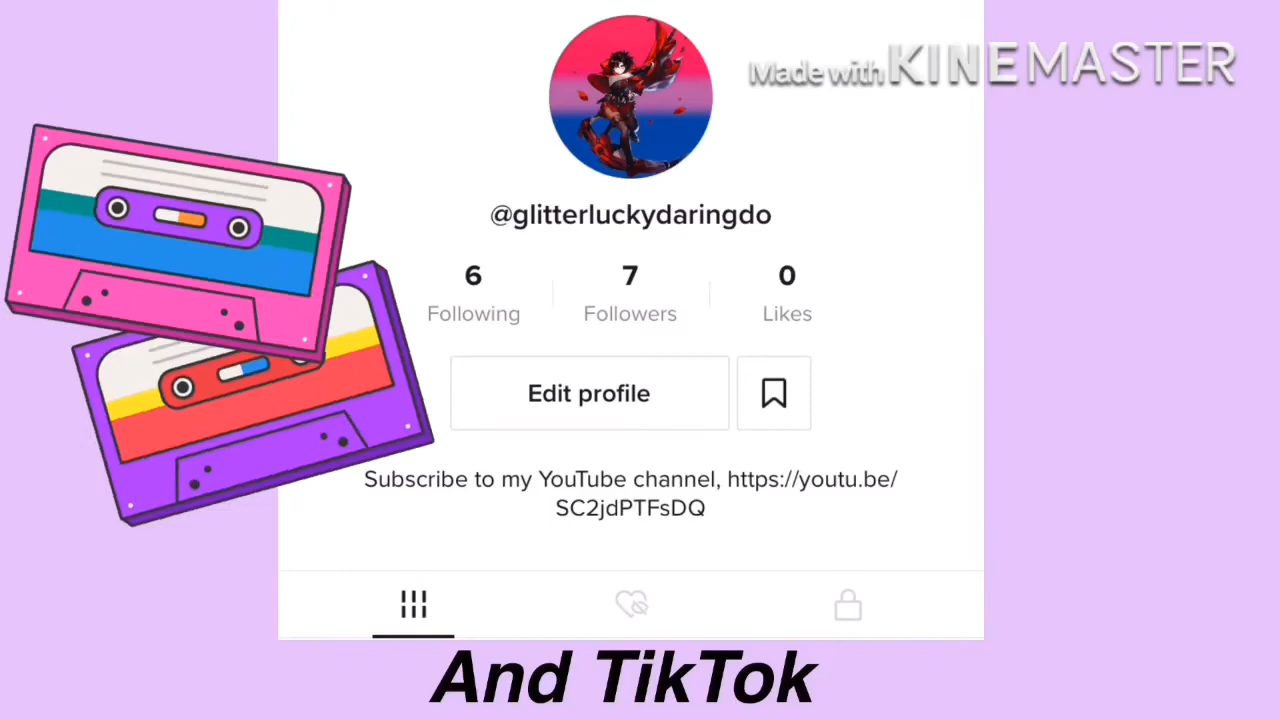 Made with KINEMASTER
@glitterluckydaringdo
6 7 0
Following Followers Likes
Edit profile
Subscribe to my YouTube channel, https://youtu.be/
SC2jdPTFsDQ
And TikTok